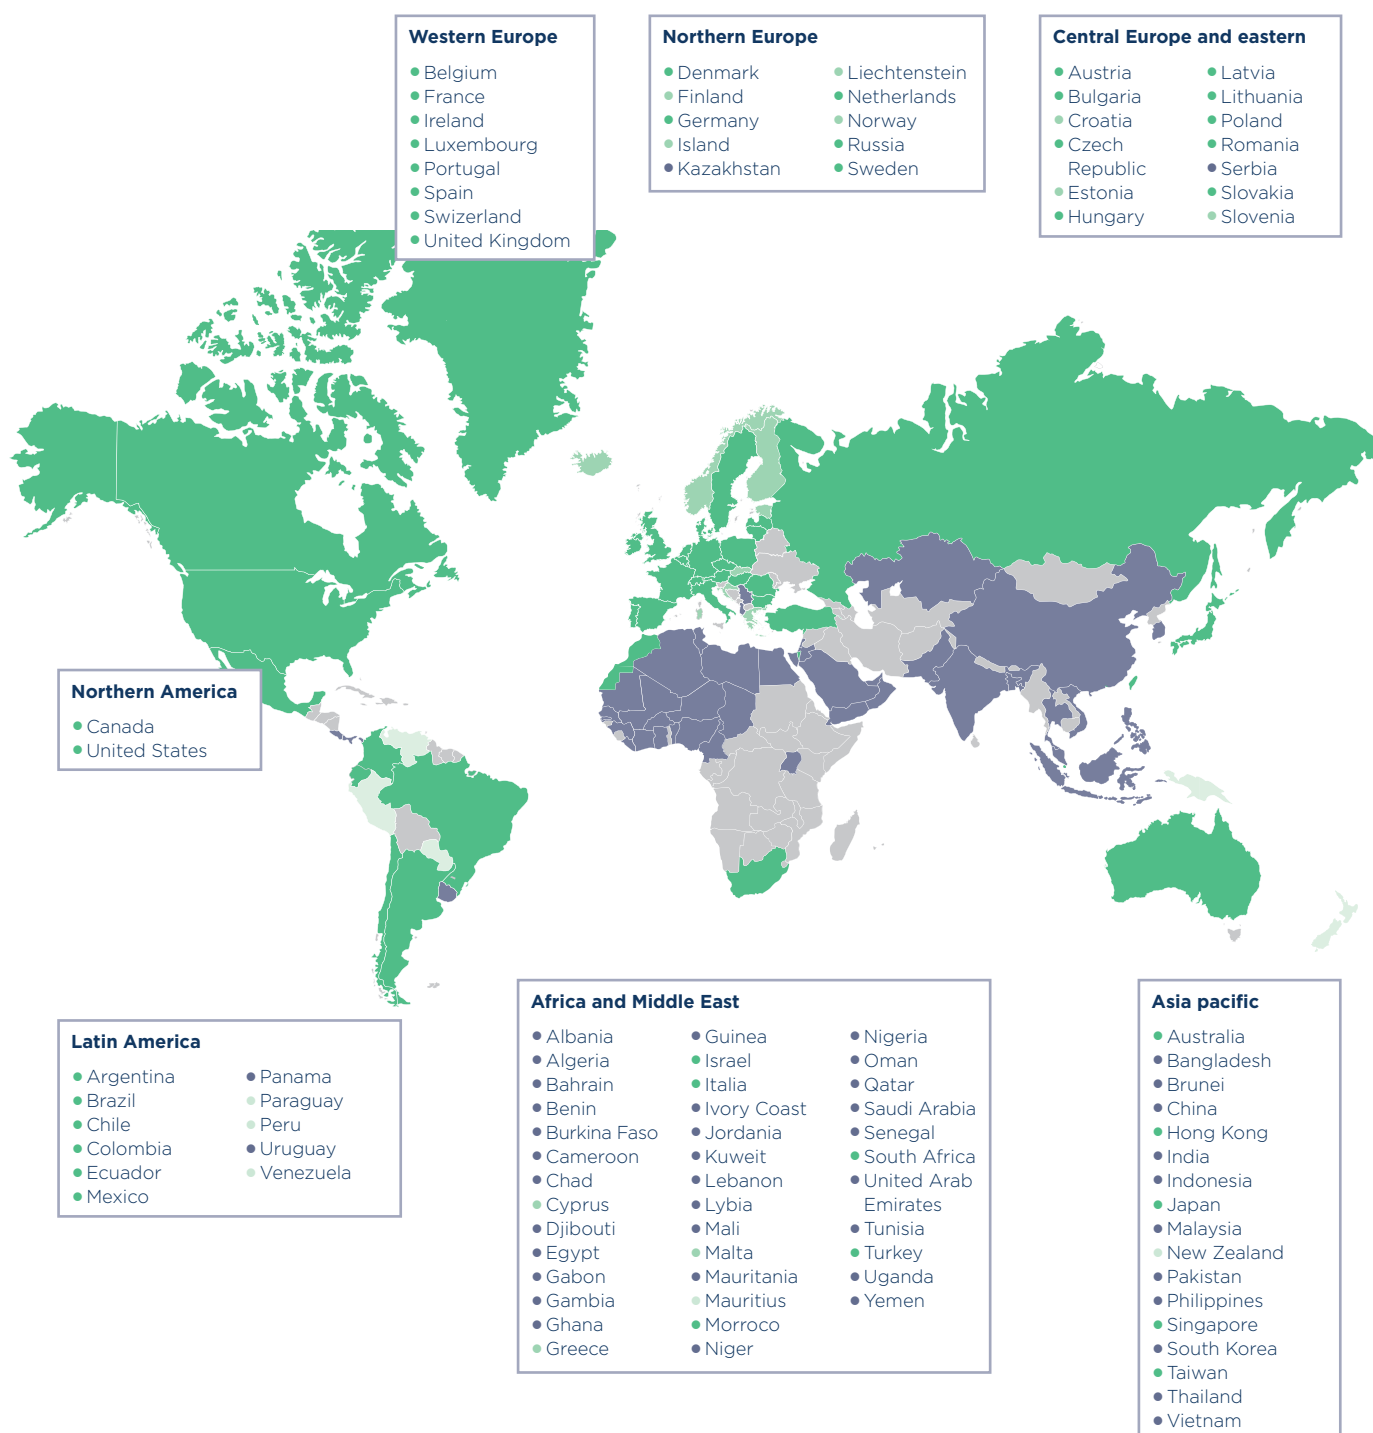 Western Europe
Belgium
France
Ireland
Luxembourg
Portugal
Spain
Swizerland
United Kingdom
Northern Europe
Denmark
Finland
Germany
Island
Kazakhstan
Liechtenstein
Netherlands
Norway
Russia
Sweden
Central Europe and eastern
Austria
Bulgaria
Croatia
Czech
Republic
Estonia
Hungary
Latvia
Lithuania
Poland
Romania
Serbia
Slovakia
Slovenia
Northern America
Canada
United States
Latin America
Argentina
Brazil
Chile
Colombia
Ecuador
Mexico
Panama
Paraguay
Peru
Uruguay
Venezuela
Africa and Middle East
Albania
Algeria
Bahrain
Benin
Burkina Faso
Cameroon
Chad
Cyprus
Djibouti
Egypt
Gabon
Gambia
Ghana
Greece
Guinea
Israel
Italia
Ivory Coast
Jordania
Kuweit
Lebanon
Lybia
Mali
Malta
Mauritania
Mauritius
Morroco
Niger
Nigeria
Oman
Qatar
Saudi Arabia
Senegal
South Africa
United Arab
Emirates
Tunisia
Turkey
Uganda
Yemen
Asia pacific
Australia
Bangladesh
Brunei
China
Hong Kong
India
Indonesia
Japan
Malaysia
New Zealand
Pakistan
Philippines
Singapore
South Korea
Taiwan
Thailand
Vietnam